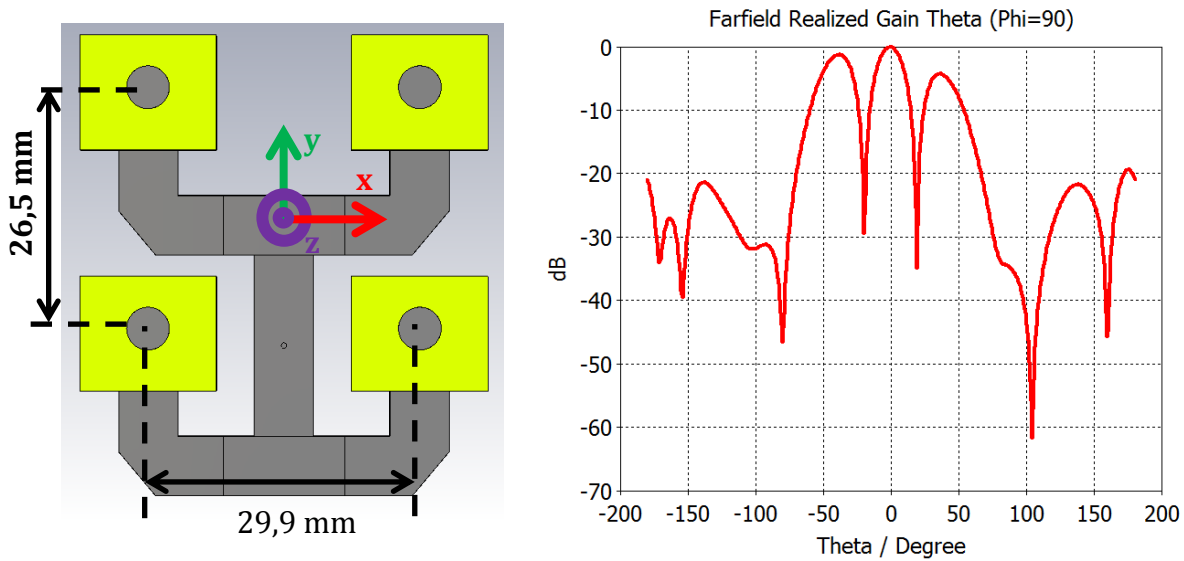 26,5 mm
y
x
z
29,9 mm
Farfield Realized Gain Theta (Phi=90)
0
-10
-20
-30
-40
-50
-60
-70
dB
-200 -150 -100 -50 0 50 100 150 200
Theta / Degree